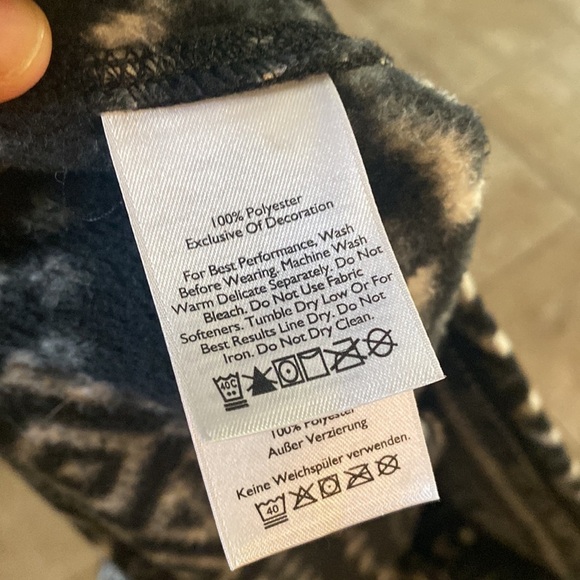 100% Polyester
Exclusive Of Decoration
For Best Performance, Wash
Before Wearing. Machine Wash
Warm Delicate Separately. Do Not
Bleach. Do Not Use Fabric
Softeners. Tumble Dry Low Or For
Best Results Line Dry. Do Not
Iron. Do Not Dry Clean.
40C
100% Polyester
Außer Verzierung
Keine Weichspüler verwenden.
40